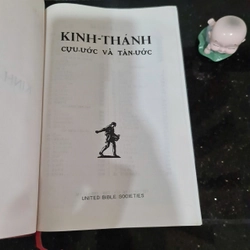 KINH-THÁNH
CỰU-ƯỚC VÀ TÂN-ƯỚC
UNITED BIBLE SOCIETIES